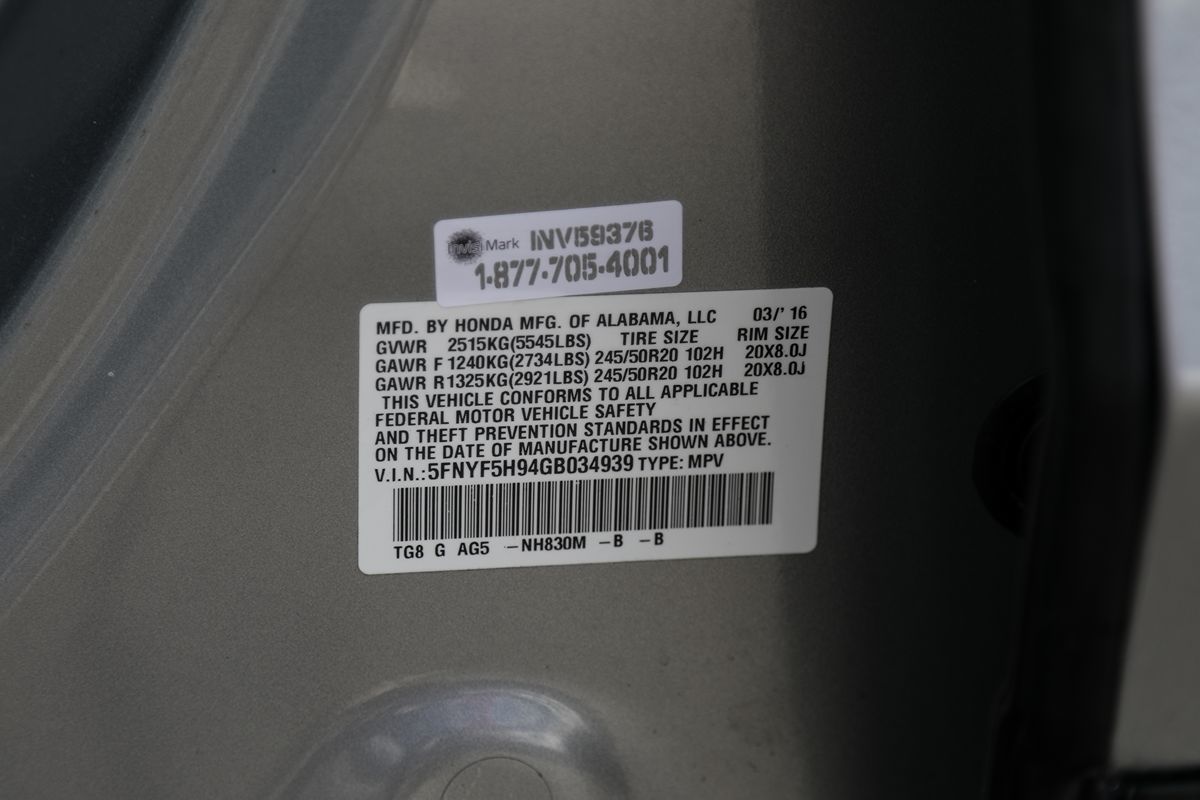 invisiMark INV59376
1-877-705-4001
MFD. BY HONDA MFG. OF ALABAMA, LLC 03/' 16
GVWR 2515KG(5545LBS) TIRE SIZE RIM SIZE
GAWR F 1240KG(2734LBS) 245/50R20 102H 20X8.0J
GAWR R 1325KG(2921LBS) 245/50R20 102H 20X8.0J
THIS VEHICLE CONFORMS TO ALL APPLICABLE
FEDERAL MOTOR VEHICLE SAFETY
AND THEFT PREVENTION STANDARDS IN EFFECT
ON THE DATE OF MANUFACTURE SHOWN ABOVE.
V.I.N.: 5FNYF5H94GB034939 TYPE: MPV
TG8 G AG5 -NH830M -B -B